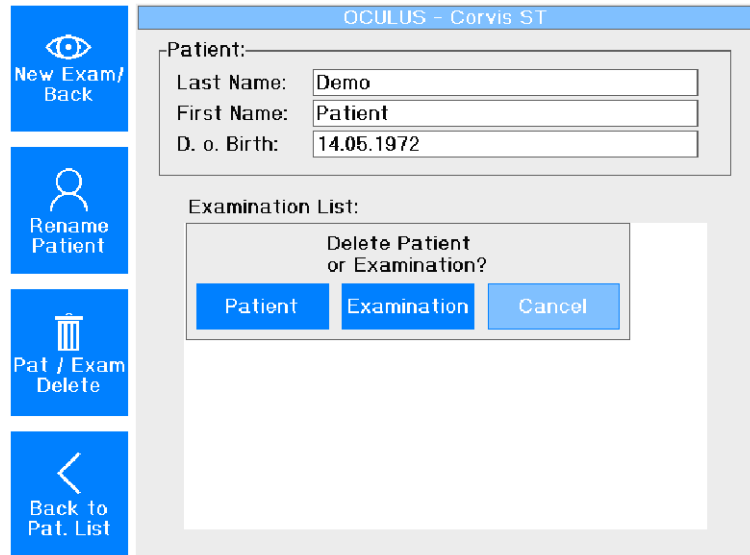 OCULUS - Corvis ST
New Exam/
Back
Rename
Patient
Pat / Exam
Delete
Back to
Pat. List
Patient:
Last Name: Demo
First Name: Patient
D. o. Birth: 14.05.1972
Examination List:
Delete Patient
or Examination?
Patient Examination Cancel